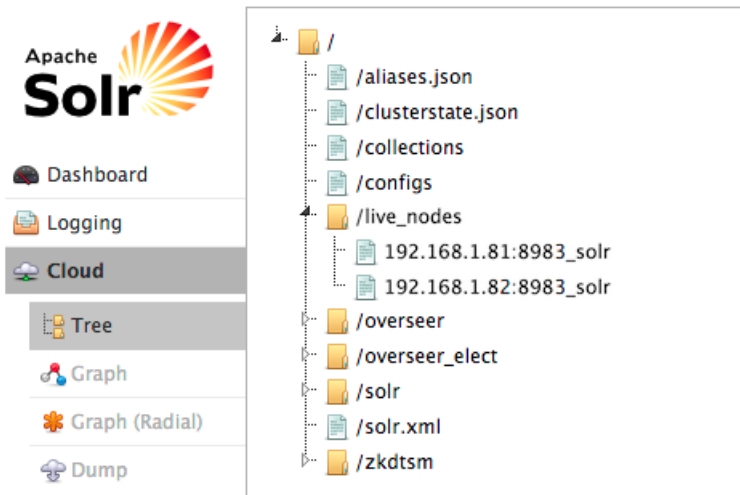 Apache
Solr
Dashboard
Logging
Cloud
Tree
Graph
Graph (Radial)
Dump
/
/aliases.json
/clusterstate.json
/collections
/configs
/live_nodes
192.168.1.81:8983_solr
192.168.1.82:8983_solr
/overseer
/overseer_elect
/solr
/solr.xml
/zkdtsm